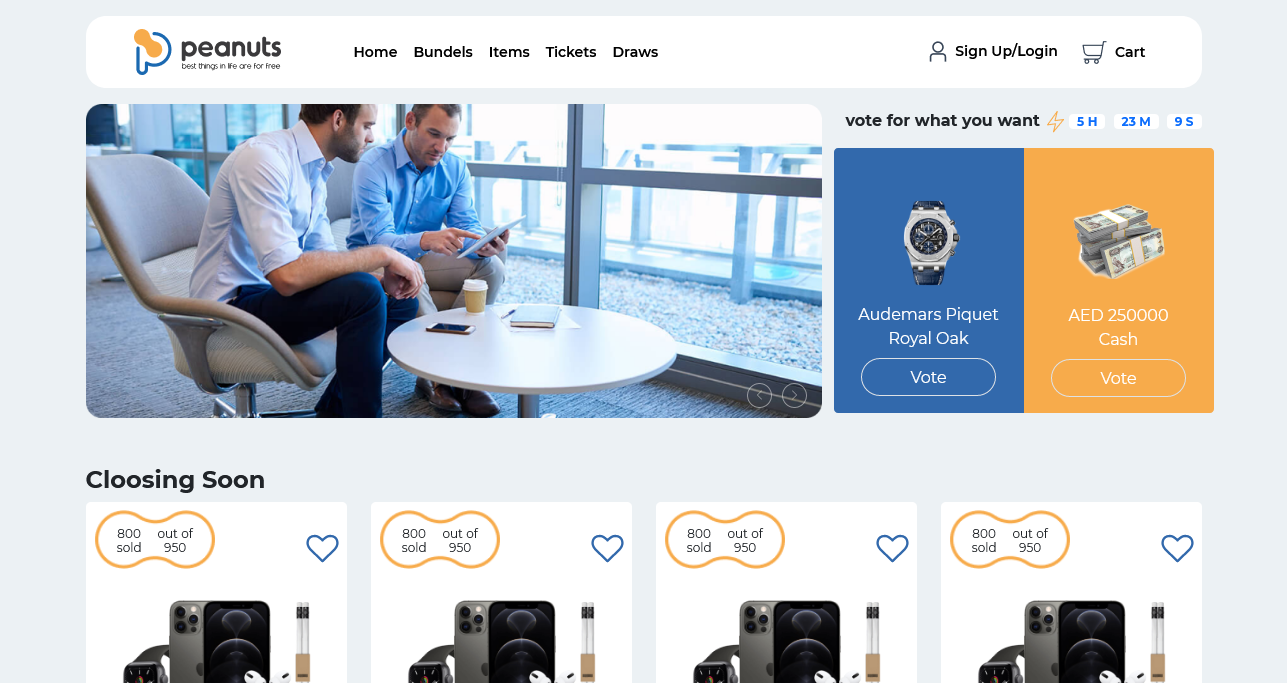 peanuts
best things in life are for free
Home Bundels Items Tickets Draws
Sign Up/Login Cart
vote for what you want 5 H 23 M 9 S
Audemars Piquet
Royal Oak
Vote
AED 250000
Cash
Vote
Cloosing Soon
800 out of
sold 950
800 out of
sold 950
800 out of
sold 950
800 out of
sold 950